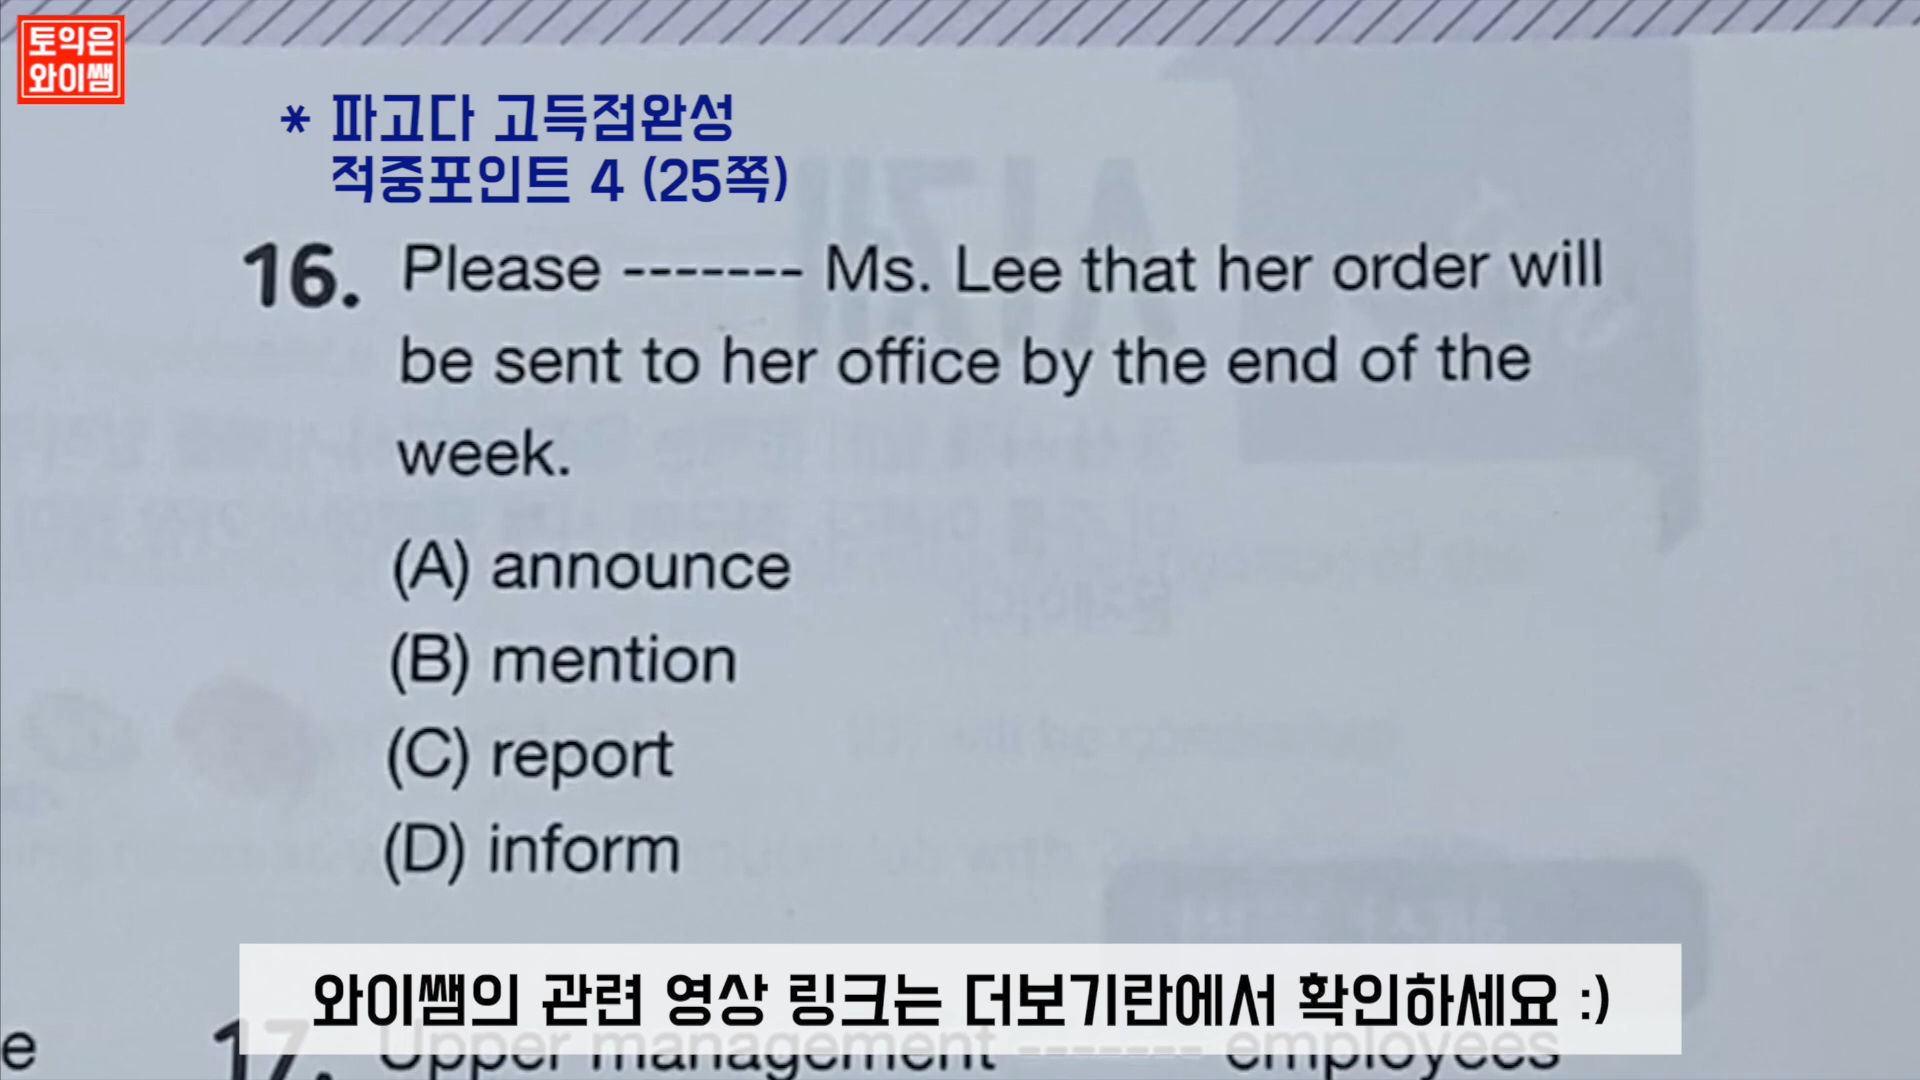 토익은
와이쌤
* 파고다 고득점완성
적중포인트 4 (25쪽)
16. Please ------- Ms. Lee that her order will
be sent to her office by the end of the
week.
(A) announce
(B) mention
(C) report
(D) inform
와이쌤의 관련 영상 링크는 더보기란에서 확인하세요 :)
e
17. Upper management ------- employees